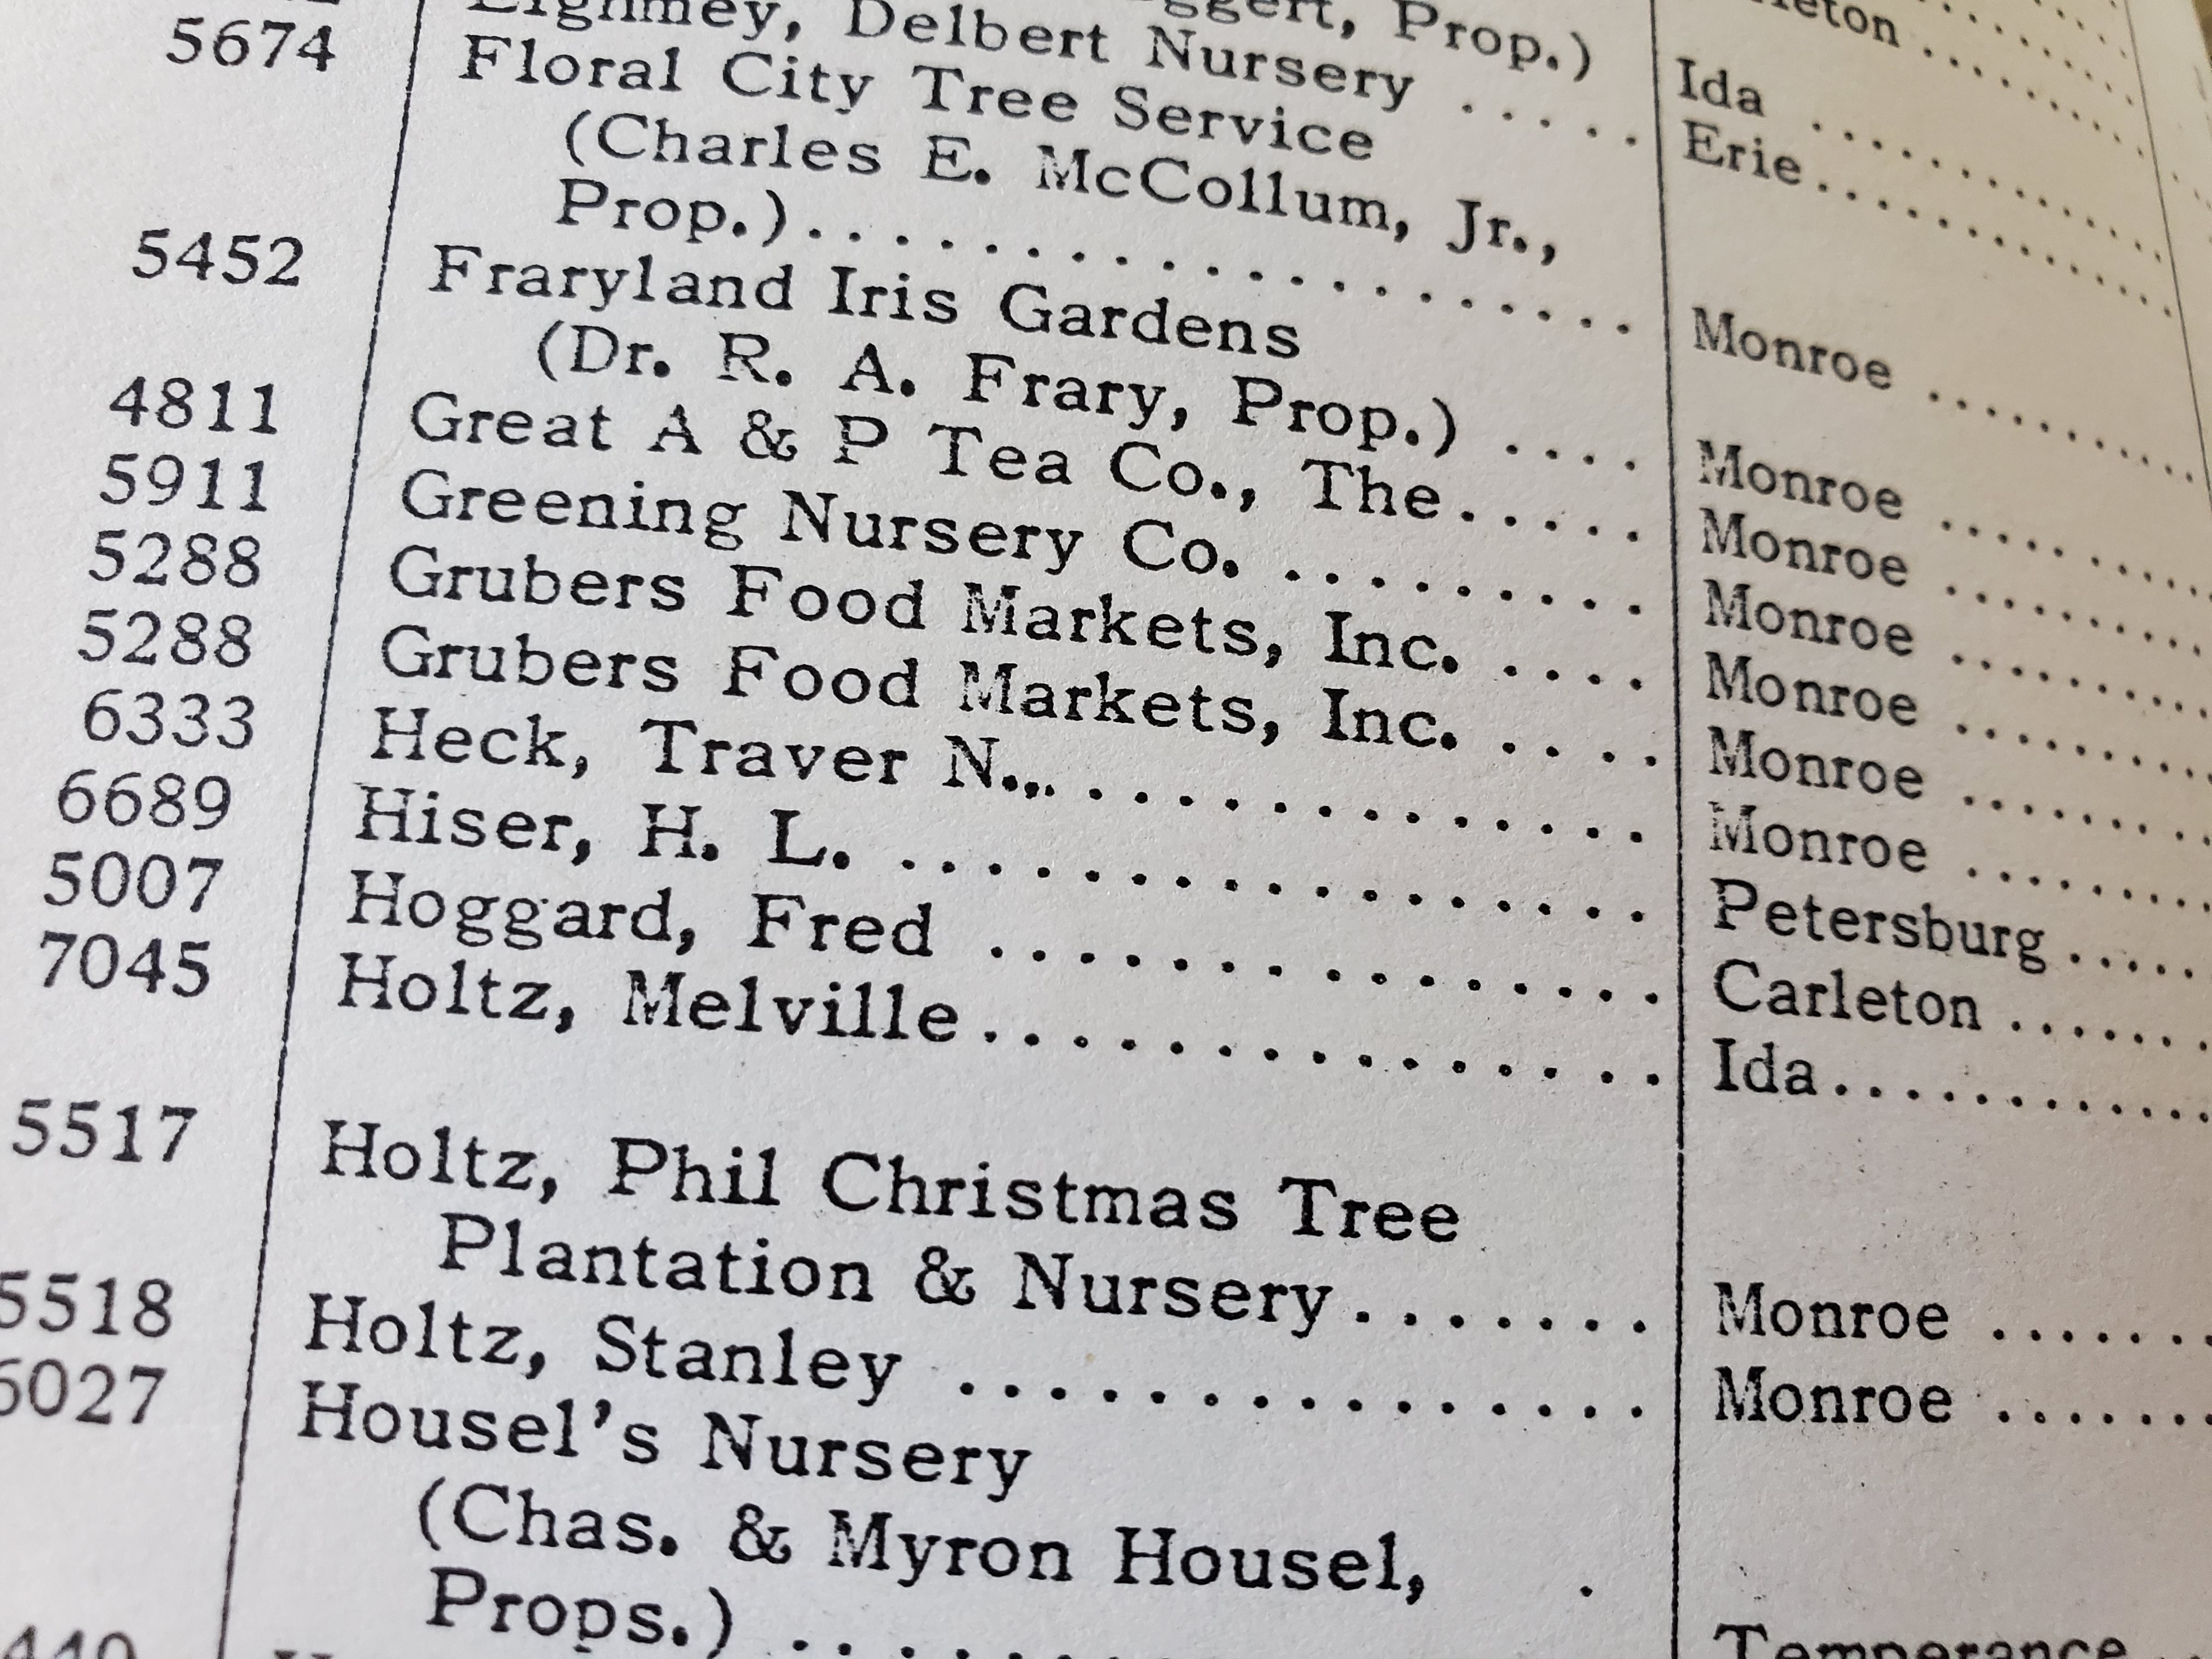 leton . . . . .
ggert, Prop.) Ida . . . . . . . . . .
Eighmey, Delbert Nursery . . . . . Erie . . . . . . . . . .
5674 Floral City Tree Service
(Charles E. McCollum, Jr.,
Prop.) . . . . . . . . . . . . . . . . Monroe . . . . . . . .
5452 Fraryland Iris Gardens
(Dr. R. A. Frary, Prop.) . . . . Monroe . . . . . . . .
4811 Great A & P Tea Co., The . . . . . Monroe . . . . . . . .
5911 Greening Nursery Co. . . . . . . . . . Monroe . . . . . . . .
5288 Grubers Food Markets, Inc. . . . . Monroe . . . . . . . .
5288 Grubers Food Markets, Inc. . . . . Monroe . . . . . . . .
6333 Heck, Traver N. . . . . . . . . . . . . . . Monroe . . . . . . . .
6689 Hiser, H. L. . . . . . . . . . . . . . . . . . Petersburg . . . . .
5007 Hoggard, Fred . . . . . . . . . . . . . . . Carleton . . . . . .
7045 Holtz, Melville . . . . . . . . . . . . . . . Ida . . . . . . . . . . .
5517 Holtz, Phil Christmas Tree
Plantation & Nursery . . . . . . . . Monroe . . . . . .
5518 Holtz, Stanley . . . . . . . . . . . . . . . . Monroe . . . . . .
6027 Housel's Nursery
(Chas. & Myron Housel,
Props.) . . . . . . . . . . Temperance . .